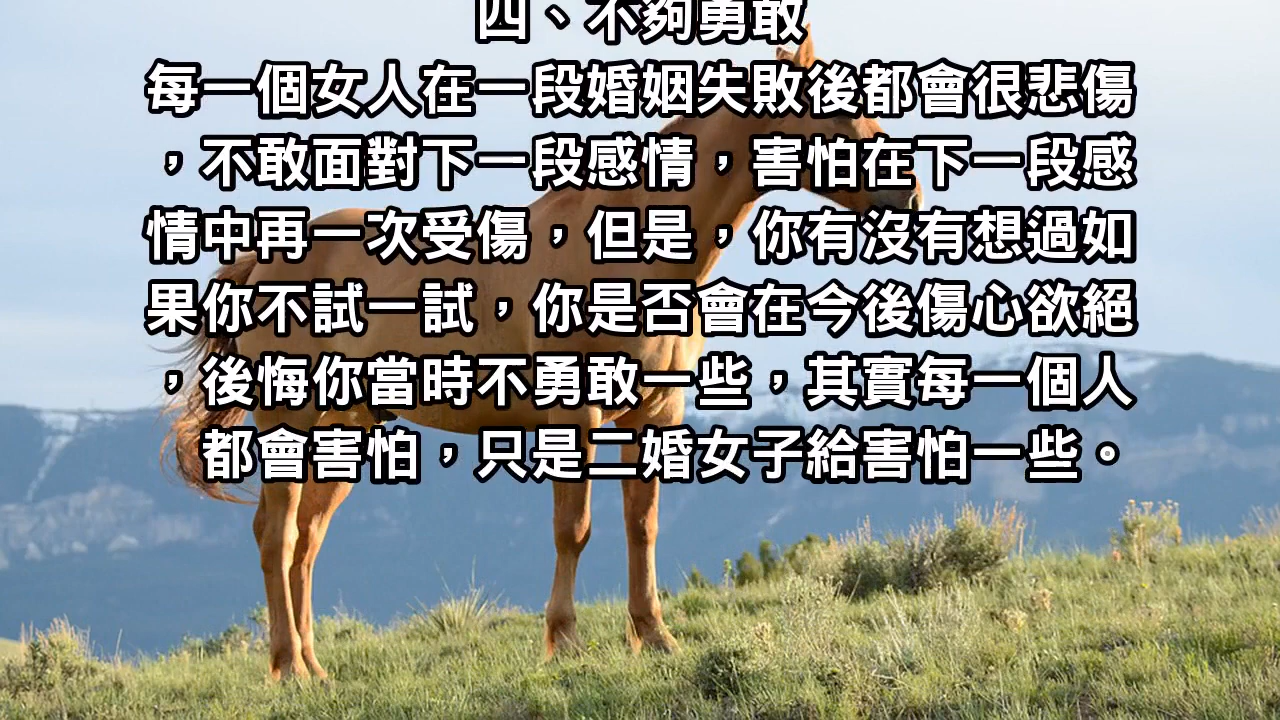 四、不夠勇敢
每一個女人在一段婚姻失敗後都會很悲傷
，不敢面對下一段感情，害怕在下一段感
情中再一次受傷，但是，你有沒有想過如
果你不試一試，你是否會在今後傷心欲絕
，後悔你當時不勇敢一些，其實每一個人
都會害怕，只是二婚女子給害怕一些。